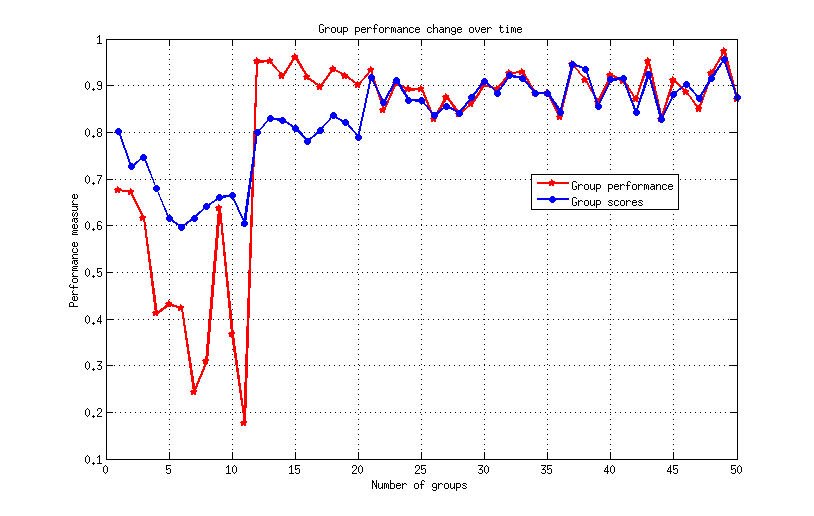 Group performance change over time
1
0.9
0.8
0.7
0.6
0.5
0.4
0.3
0.2
0.1
Performance measure
Group performance
Group scores
0 5 10 15 20 25 30 35 40 45 50
Number of groups